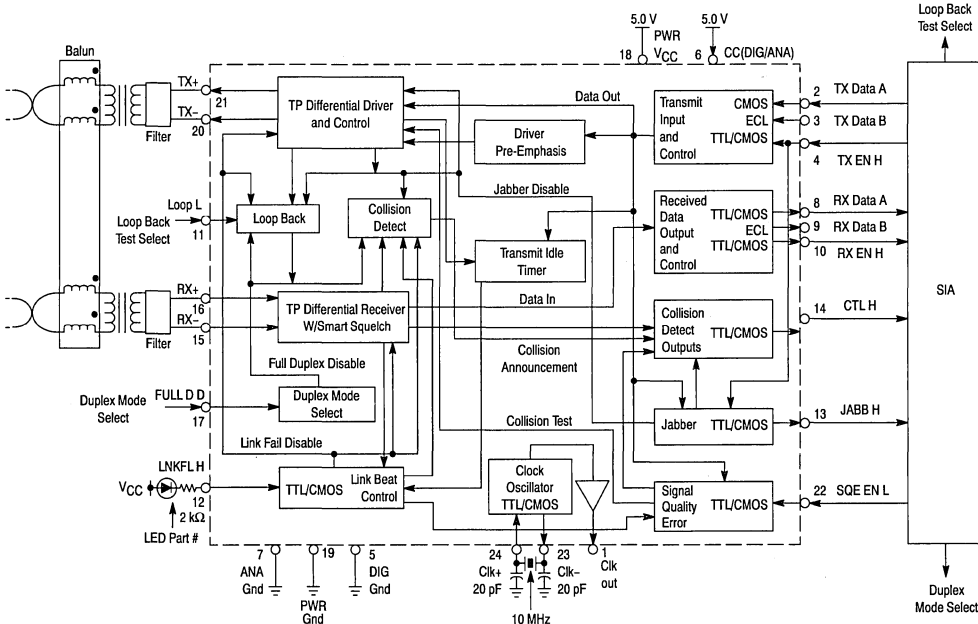 Loop Back
Test Select
5.0 V
5.0 V
PWR
VCC
18
6
CC(DIG/ANA)
Balun
TX+
21
TX–
20
Filter
TP Differential Driver
and Control
Data Out
Driver
Pre-Emphasis
Transmit
Input
and
Control
CMOS
ECL
TTL/CMOS
2
TX Data A
3
TX Data B
4
TX EN H
Loop L
Loop Back
Test Select
11
Loop Back
Collision
Detect
Jabber Disable
Transmit Idle
Timer
Received
Data
Output
and
Control
TTL/CMOS
ECL
TTL/CMOS
8
RX Data A
9
RX Data B
10
RX EN H
SIA
RX+
16
RX–
15
Filter
TP Differential Receiver
W/Smart Squelch
Data In
Collision
Detect
Outputs
TTL/CMOS
14
CTL H
Full Duplex Disable
Collision
Announcement
Duplex Mode
Select
FULL D D
17
Duplex Mode
Select
Jabber
TTL/CMOS
13
JABB H
Link Fail Disable
Collision Test
LNKFL H
VCC
12
2 kΩ
LED Part #
TTL/CMOS
Link Beat
Control
Clock
Oscillator
TTL/CMOS
Signal
Quality
Error
TTL/CMOS
22
SQE EN L
7
ANA
Gnd
19
PWR
Gnd
5
DIG
Gnd
24
Clk+
20 pF
23
Clk–
20 pF
1
Clk
out
10 MHz
Duplex
Mode Select